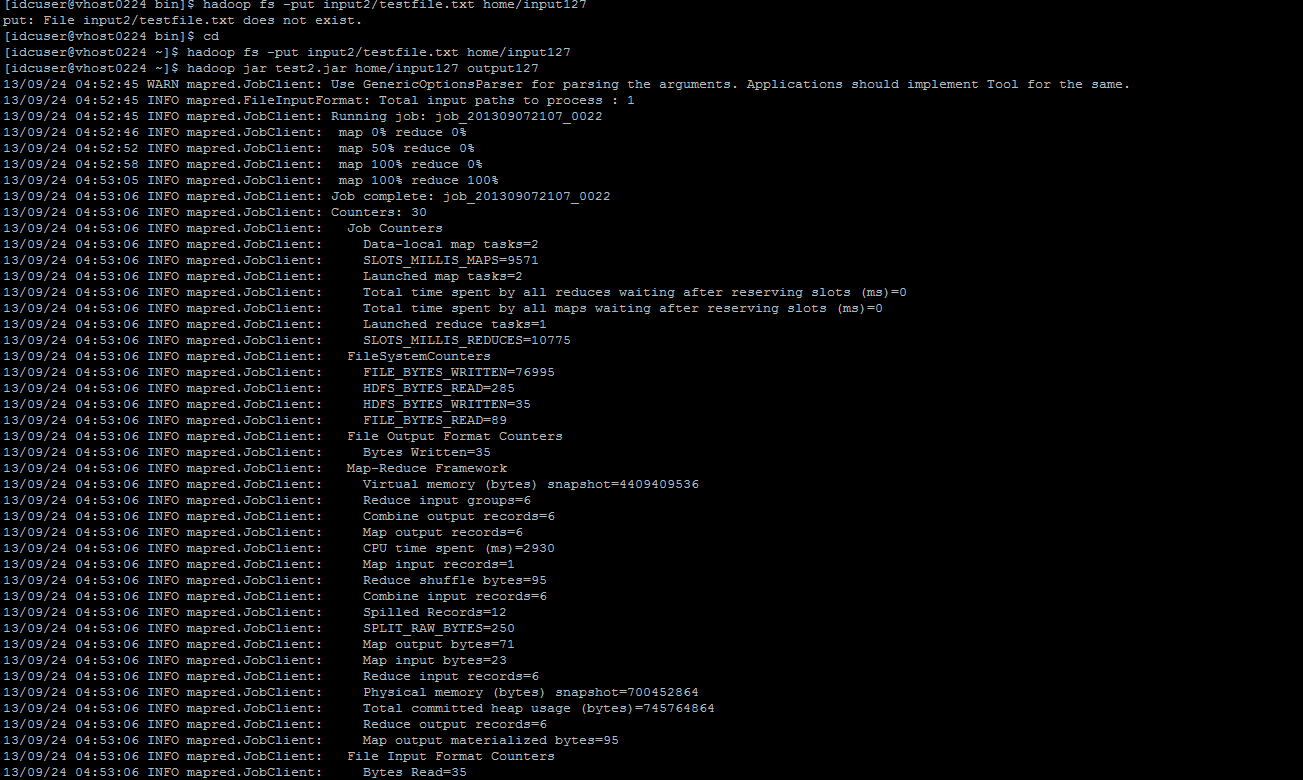 [idcuser@vhost0224 bin]$ hadoop fs -put input2/testfile.txt home/input127
put: File input2/testfile.txt does not exist.
[idcuser@vhost0224 bin]$ cd
[idcuser@vhost0224 ~]$ hadoop fs -put input2/testfile.txt home/input127
[idcuser@vhost0224 ~]$ hadoop jar test2.jar home/input127 output127
13/09/24 04:52:45 WARN mapred.JobClient: Use GenericOptionsParser for parsing the arguments. Applications should implement Tool for the same.
13/09/24 04:52:45 INFO mapred.FileInputFormat: Total input paths to process : 1
13/09/24 04:52:45 INFO mapred.JobClient: Running job: job_201309072107_0022
13/09/24 04:52:46 INFO mapred.JobClient:  map 0% reduce 0%
13/09/24 04:52:52 INFO mapred.JobClient:  map 50% reduce 0%
13/09/24 04:52:58 INFO mapred.JobClient:  map 100% reduce 0%
13/09/24 04:53:05 INFO mapred.JobClient:  map 100% reduce 100%
13/09/24 04:53:06 INFO mapred.JobClient: Job complete: job_201309072107_0022
13/09/24 04:53:06 INFO mapred.JobClient: Counters: 30
13/09/24 04:53:06 INFO mapred.JobClient:   Job Counters
13/09/24 04:53:06 INFO mapred.JobClient:     Data-local map tasks=2
13/09/24 04:53:06 INFO mapred.JobClient:     SLOTS_MILLIS_MAPS=9571
13/09/24 04:53:06 INFO mapred.JobClient:     Launched map tasks=2
13/09/24 04:53:06 INFO mapred.JobClient:     Total time spent by all reduces waiting after reserving slots (ms)=0
13/09/24 04:53:06 INFO mapred.JobClient:     Total time spent by all maps waiting after reserving slots (ms)=0
13/09/24 04:53:06 INFO mapred.JobClient:     Launched reduce tasks=1
13/09/24 04:53:06 INFO mapred.JobClient:     SLOTS_MILLIS_REDUCES=10775
13/09/24 04:53:06 INFO mapred.JobClient:   FileSystemCounters
13/09/24 04:53:06 INFO mapred.JobClient:     FILE_BYTES_WRITTEN=76995
13/09/24 04:53:06 INFO mapred.JobClient:     HDFS_BYTES_READ=285
13/09/24 04:53:06 INFO mapred.JobClient:     HDFS_BYTES_WRITTEN=35
13/09/24 04:53:06 INFO mapred.JobClient:     FILE_BYTES_READ=89
13/09/24 04:53:06 INFO mapred.JobClient:   File Output Format Counters
13/09/24 04:53:06 INFO mapred.JobClient:     Bytes Written=35
13/09/24 04:53:06 INFO mapred.JobClient:   Map-Reduce Framework
13/09/24 04:53:06 INFO mapred.JobClient:     Virtual memory (bytes) snapshot=4409409536
13/09/24 04:53:06 INFO mapred.JobClient:     Reduce input groups=6
13/09/24 04:53:06 INFO mapred.JobClient:     Combine output records=6
13/09/24 04:53:06 INFO mapred.JobClient:     Map output records=6
13/09/24 04:53:06 INFO mapred.JobClient:     CPU time spent (ms)=2930
13/09/24 04:53:06 INFO mapred.JobClient:     Map input records=1
13/09/24 04:53:06 INFO mapred.JobClient:     Reduce shuffle bytes=95
13/09/24 04:53:06 INFO mapred.JobClient:     Combine input records=6
13/09/24 04:53:06 INFO mapred.JobClient:     Spilled Records=12
13/09/24 04:53:06 INFO mapred.JobClient:     SPLIT_RAW_BYTES=250
13/09/24 04:53:06 INFO mapred.JobClient:     Map output bytes=71
13/09/24 04:53:06 INFO mapred.JobClient:     Map input bytes=23
13/09/24 04:53:06 INFO mapred.JobClient:     Reduce input records=6
13/09/24 04:53:06 INFO mapred.JobClient:     Physical memory (bytes) snapshot=700452864
13/09/24 04:53:06 INFO mapred.JobClient:     Total committed heap usage (bytes)=745764864
13/09/24 04:53:06 INFO mapred.JobClient:     Reduce output records=6
13/09/24 04:53:06 INFO mapred.JobClient:     Map output materialized bytes=95
13/09/24 04:53:06 INFO mapred.JobClient:   File Input Format Counters
13/09/24 04:53:06 INFO mapred.JobClient:     Bytes Read=35